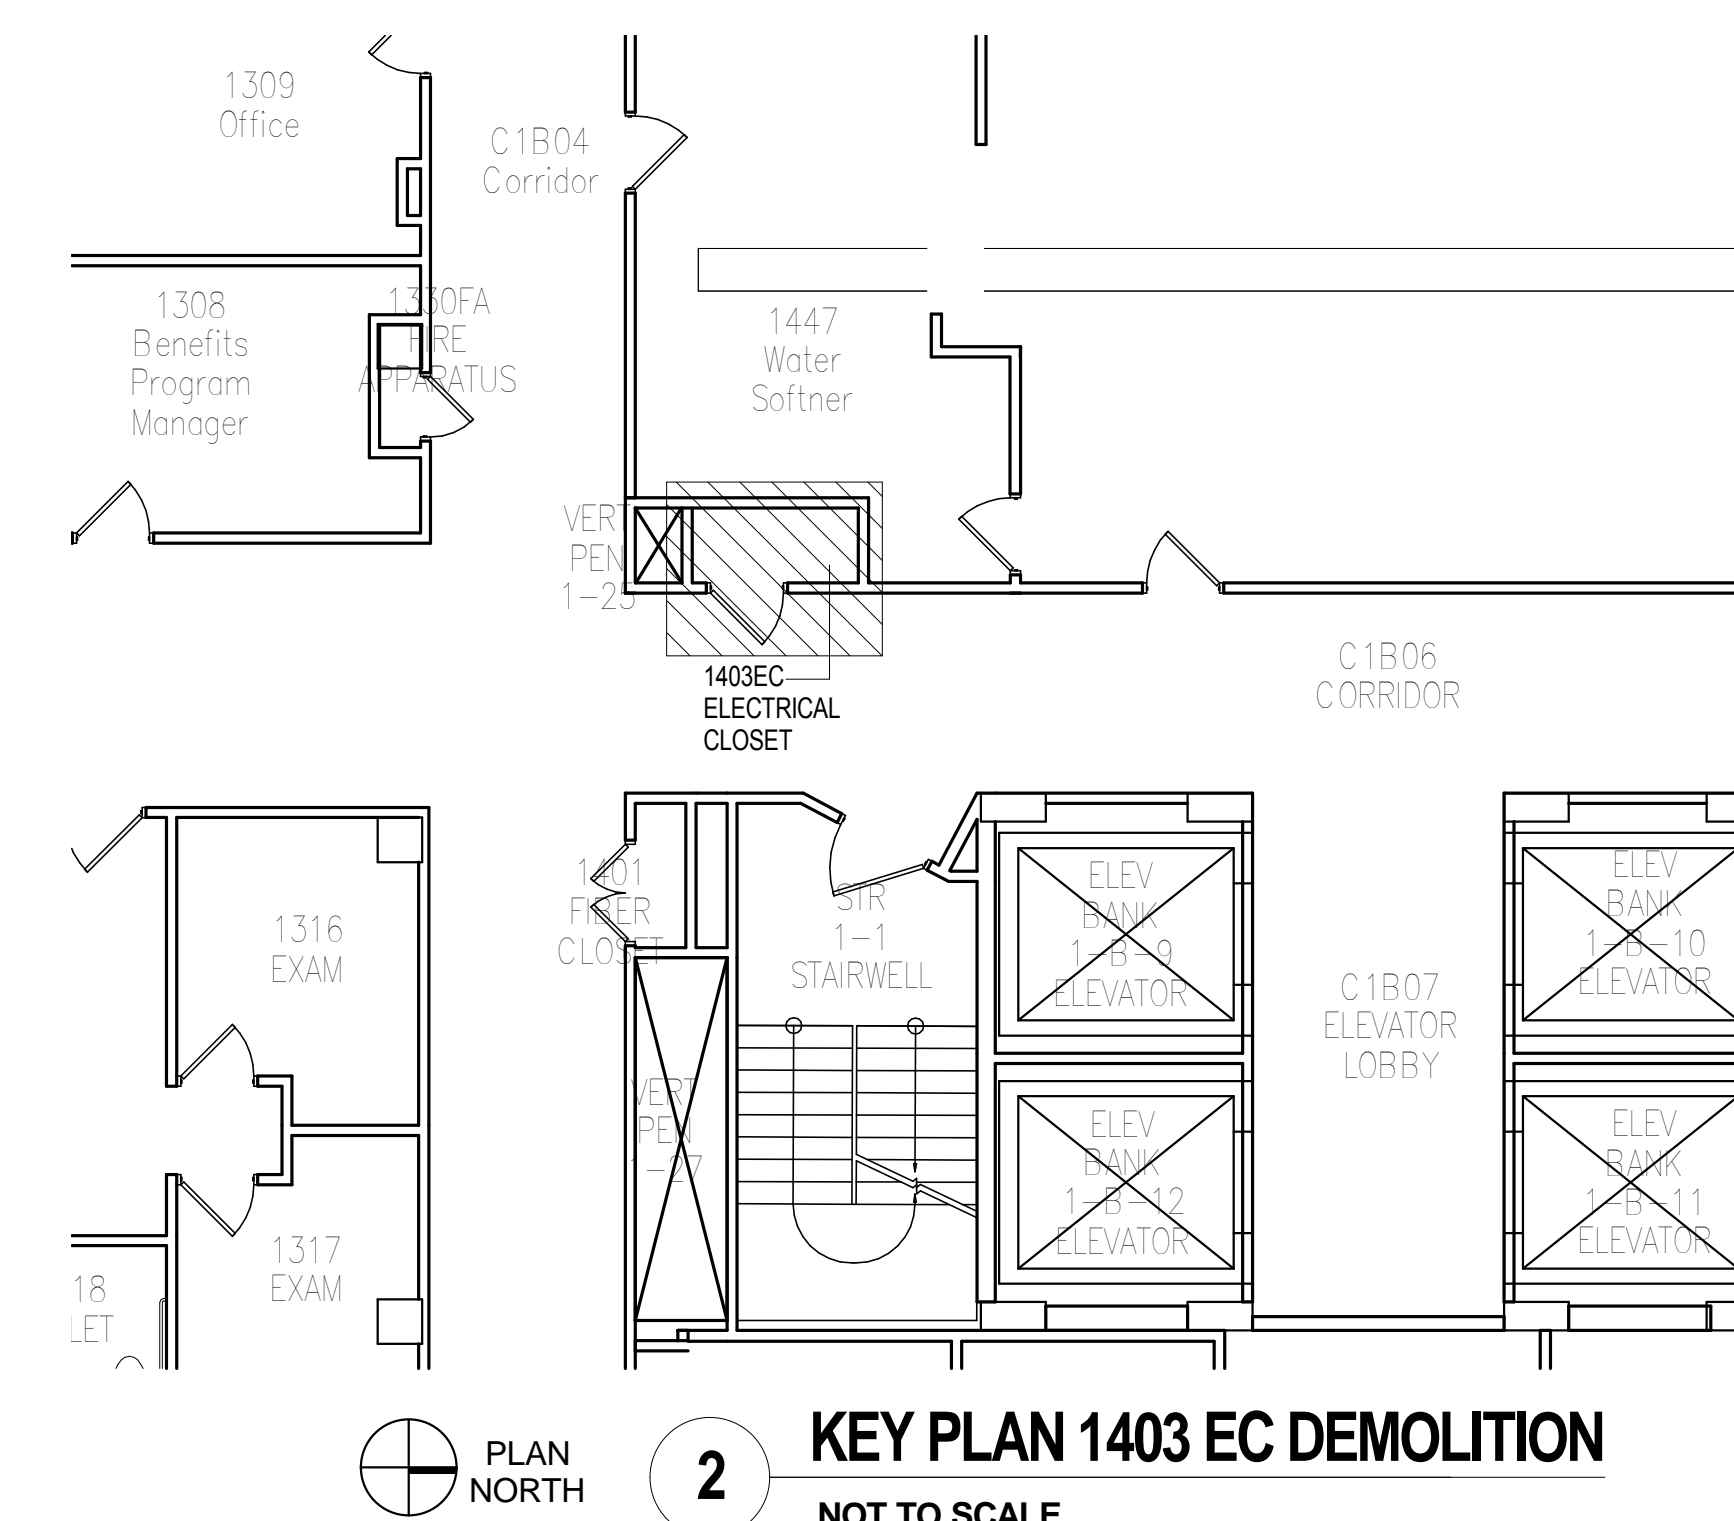 1309
Office
C1B04
Corridor
1308
Benefits
Program
Manager
1330FA
FIRE
APPARATUS
1447
Water
Softner
VERT
PEN
1-25
1403EC
ELECTRICAL
CLOSET
C1B06
CORRIDOR
1401
FIBER
CLOSET
STR
1-1
STAIRWELL
ELEV
BANK
1-B-9
ELEVATOR
ELEV
BANK
1-B-10
ELEVATOR
1316
EXAM
C1B07
ELEVATOR
LOBBY
VERT
PEN
1-27
ELEV
BANK
1-B-12
ELEVATOR
ELEV
BANK
1-B-11
ELEVATOR
1317
EXAM
18
LET
PLAN
NORTH
2
KEY PLAN 1403 EC DEMOLITION
NOT TO SCALE